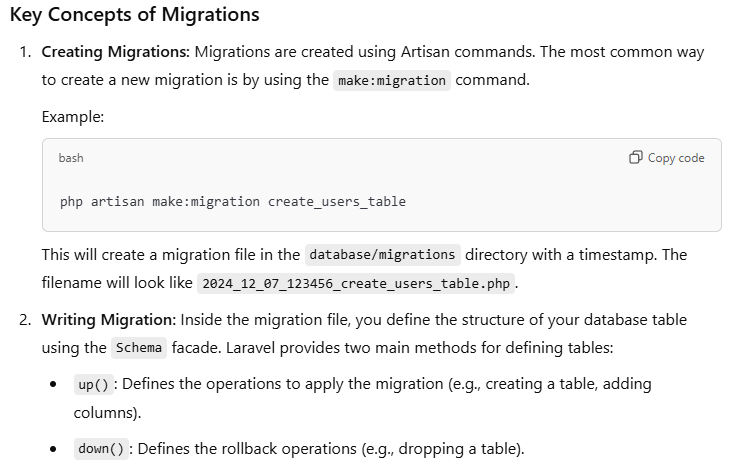 Key Concepts of Migrations
1. Creating Migrations: Migrations are created using Artisan commands. The most common way
to create a new migration is by using the make:migration command.
Example:
bash
Copy code
php artisan make:migration create_users_table
This will create a migration file in the database/migrations directory with a timestamp. The
filename will look like 2024_12_07_123456_create_users_table.php.
2. Writing Migration: Inside the migration file, you define the structure of your database table
using the Schema facade. Laravel provides two main methods for defining tables:
• up(): Defines the operations to apply the migration (e.g., creating a table, adding
columns).
• down(): Defines the rollback operations (e.g., dropping a table).